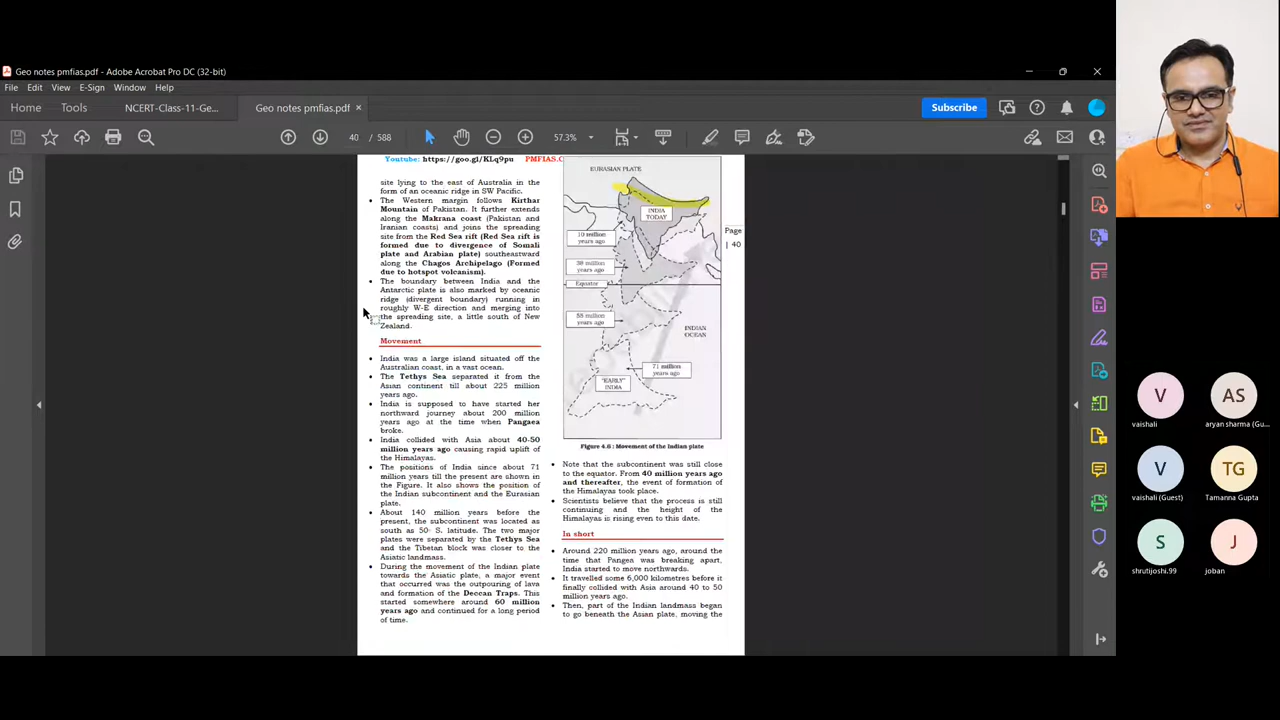 Geo notes pmfias.pdf - Adobe Acrobat Pro DC (32-bit)
File Edit View E-Sign Window Help
Home Tools NCERT-Class-11-Ge... Geo notes pmfias.pdf × Subscribe
40 / 588 57.3%
Youtube: https://goo.gl/KLq9pu PMFIAS.C
site lying to the east of Australia in the
form of an oceanic ridge in SW Pacific.
• The Western margin follows Kirthar
Mountain of Pakistan. It further extends
along the Makrana coast (Pakistan and
Iranian coasts) and joins the spreading
site from the Red Sea rift (Red Sea rift is
formed due to divergence of Somali
plate and Arabian plate) southeastward
along the Chagos Archipelago (Formed
due to hotspot volcanism).
• The boundary between India and the
Antarctic plate is also marked by oceanic
ridge (divergent boundary) running in
roughly W-E direction and merging into
the spreading site, a little south of New
Zealand.
Movement
• India was a large island situated off the
Australian coast, in a vast ocean.
• The Tethys Sea separated it from the
Asian continent till about 225 million
years ago.
• India is supposed to have started her
northward journey about 200 million
years ago at the time when Pangaea
broke.
• India collided with Asia about 40-50
million years ago causing rapid uplift of
the Himalayas.
• The positions of India since about 71
million years till the present are shown in
the Figure. It also shows the position of
the Indian subcontinent and the Eurasian
plate.
• About 140 million years before the
present, the subcontinent was located as
south as 50◦ S. latitude. The two major
plates were separated by the Tethys Sea
and the Tibetan block was closer to the
Asiatic landmass.
• During the movement of the Indian plate
towards the Asiatic plate, a major event
that occurred was the outpouring of lava
and formation of the Deccan Traps. This
started somewhere around 60 million
years ago and continued for a long period
of time.
EURASIAN PLATE
INDIA
TODAY
10 million
years ago
38 million
years ago
Equator
55 million
years ago
INDIAN
OCEAN
71 million
years ago
"EARLY"
INDIA
Page
| 40
Figure 4.6 : Movement of the Indian plate
• Note that the subcontinent was still close
to the equator. From 40 million years ago
and thereafter, the event of formation of
the Himalayas took place.
• Scientists believe that the process is still
continuing and the height of the
Himalayas is rising even to this date.
In short
• Around 220 million years ago, around the
time that Pangea was breaking apart,
India started to move northwards.
• It travelled some 6,000 kilometres before it
finally collided with Asia around 40 to 50
million years ago.
• Then, part of the Indian landmass began
to go beneath the Asian plate, moving the
V AS
vaishali aryan sharma (Gu...
V TG
vaishali (Guest) Tamanna Gupta
S J
shrutijoshi.99 joban